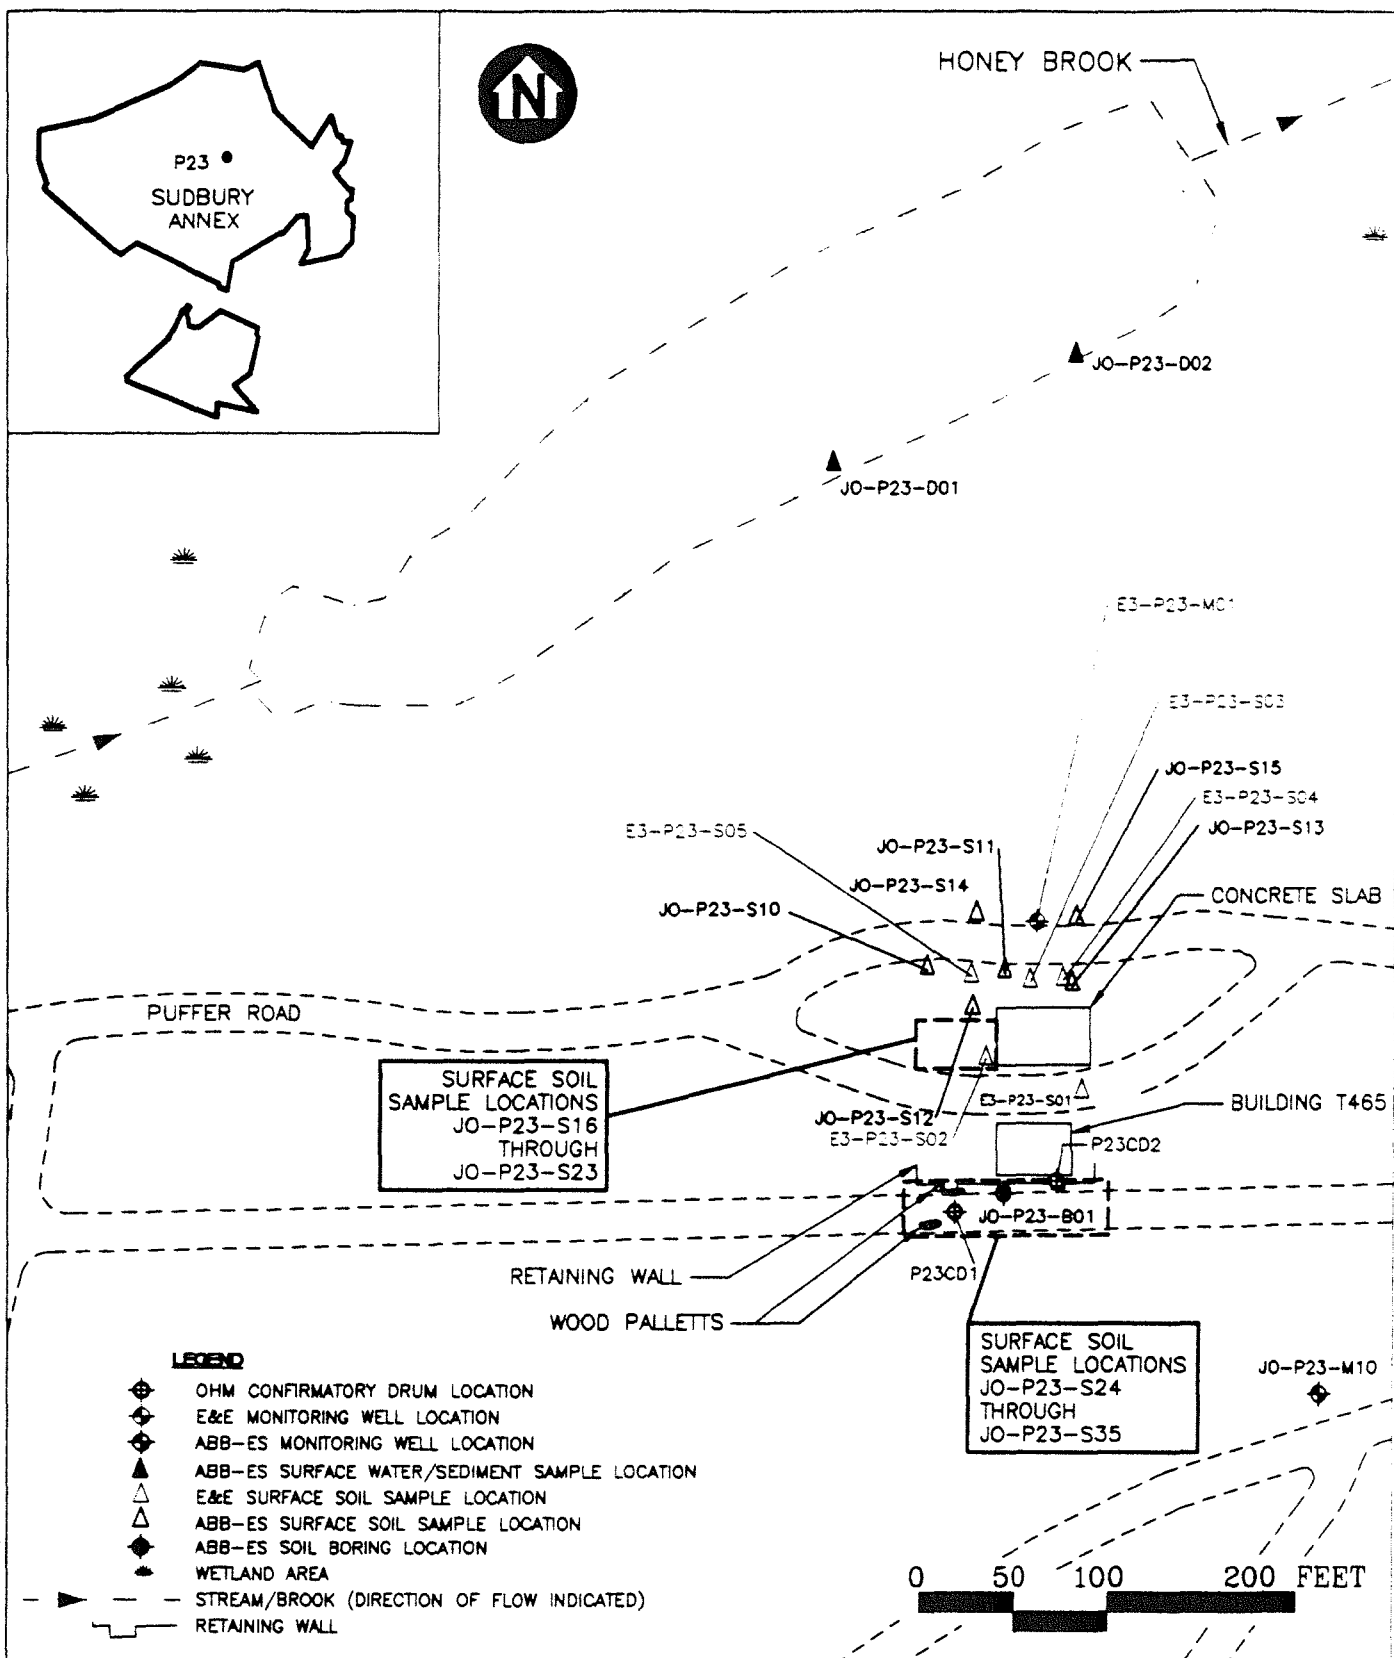 HONEY BROOK
N
P23
SUDBURY
ANNEX
JO-P23-D02
JO-P23-D01
E3-P23-M01
E3-P23-S03
JO-P23-S15
E3-P23-S04
E3-P23-S05
JO-P23-S13
JO-P23-S11
JO-P23-S14
CONCRETE SLAB
JO-P23-S10
PUFFER ROAD
SURFACE SOIL
SAMPLE LOCATIONS
JO-P23-S16
THROUGH
JO-P23-S23
E3-P23-S01
BUILDING T465
JO-P23-S12
E3-P23-S02
P23CD2
JO-P23-B01
RETAINING WALL
P23CD1
WOOD PALLETTS
SURFACE SOIL
SAMPLE LOCATIONS
JO-P23-S24
THROUGH
JO-P23-S35
JO-P23-M10
LEGEND
OHM CONFIRMATORY DRUM LOCATION
E&E MONITORING WELL LOCATION
ABB-ES MONITORING WELL LOCATION
ABB-ES SURFACE WATER/SEDIMENT SAMPLE LOCATION
E&E SURFACE SOIL SAMPLE LOCATION
ABB-ES SURFACE SOIL SAMPLE LOCATION
ABB-ES SOIL BORING LOCATION
WETLAND AREA
STREAM/BROOK (DIRECTION OF FLOW INDICATED)
RETAINING WALL
0 50 100 200 FEET